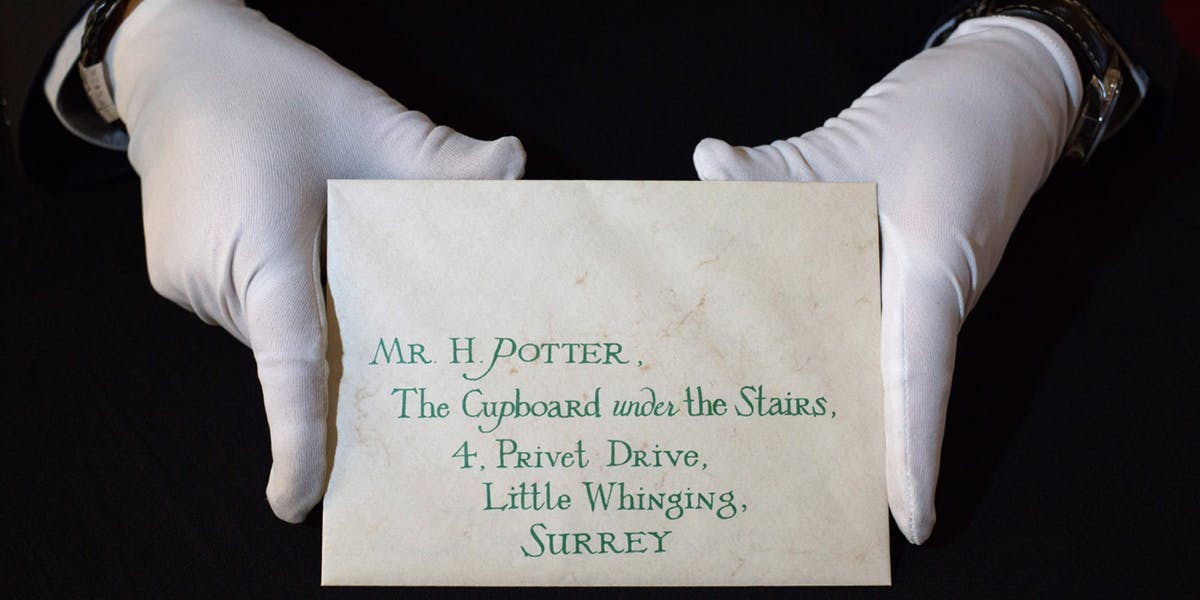 Mr. H. Potter,
The Cupboard under the Stairs,
4, Privet Drive,
Little Whinging,
SURREY